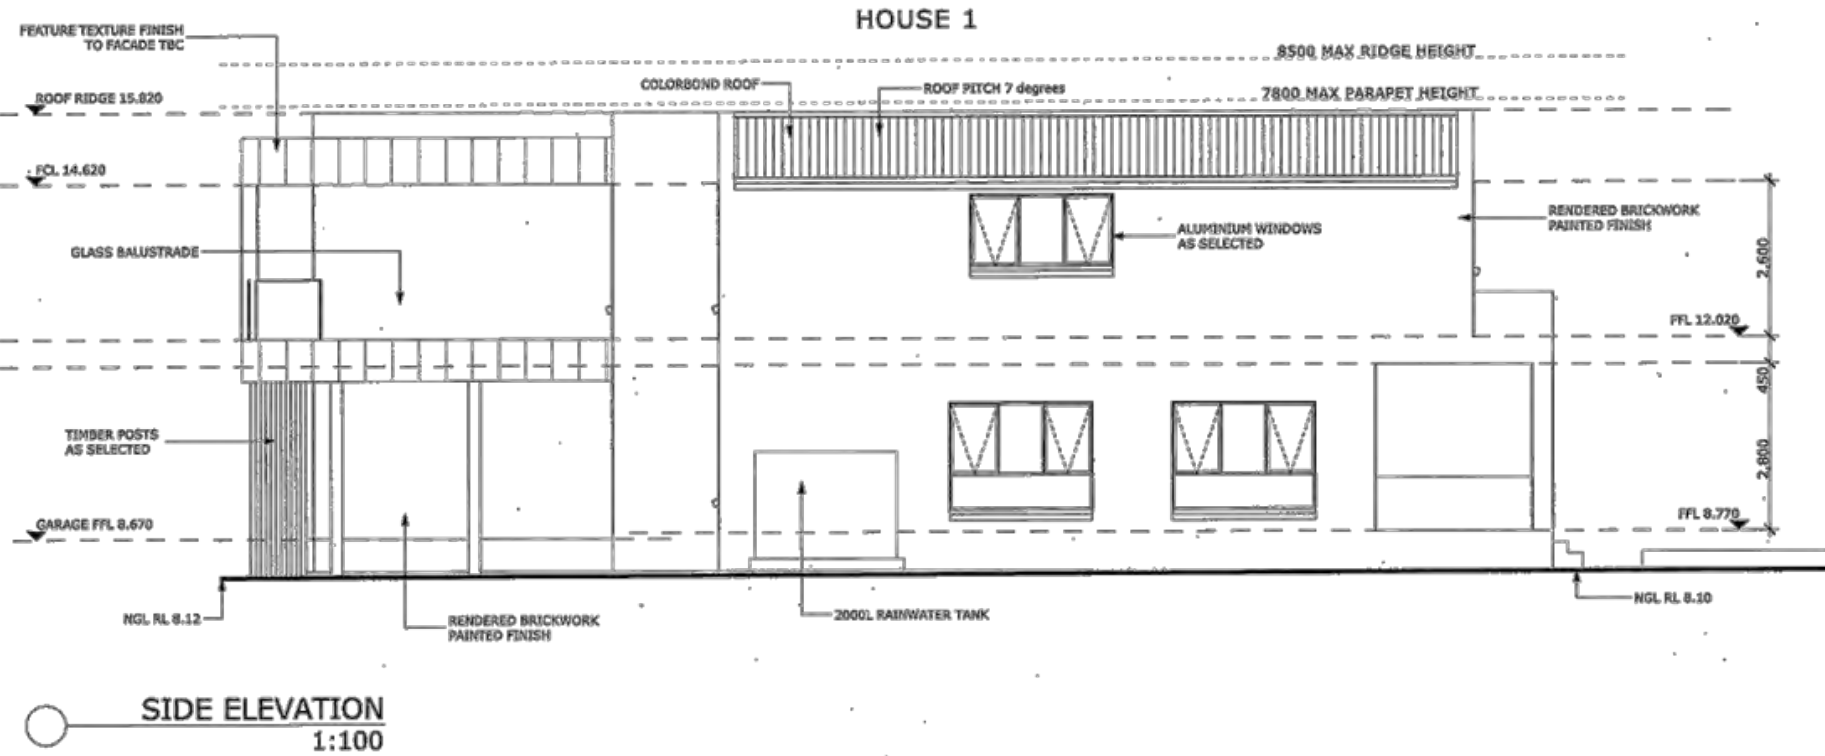 HOUSE 1
FEATURE TEXTURE FINISH
TO FACADE TBC
8500 MAX RIDGE HEIGHT
COLORBOND ROOF
ROOF PITCH 7 degrees
7800 MAX PARAPET HEIGHT
ROOF RIDGE 15.820
FCL 14.620
RENDERED BRICKWORK
PAINTED FINISH
ALUMINIUM WINDOWS
AS SELECTED
GLASS BALUSTRADE
2,600
FFL 12.020
450
TIMBER POSTS
AS SELECTED
2,800
GARAGE FFL 8.670
FFL 8.770
NGL RL 8.12
RENDERED BRICKWORK
PAINTED FINISH
2000L RAINWATER TANK
NGL RL 8.10
SIDE ELEVATION
1:100